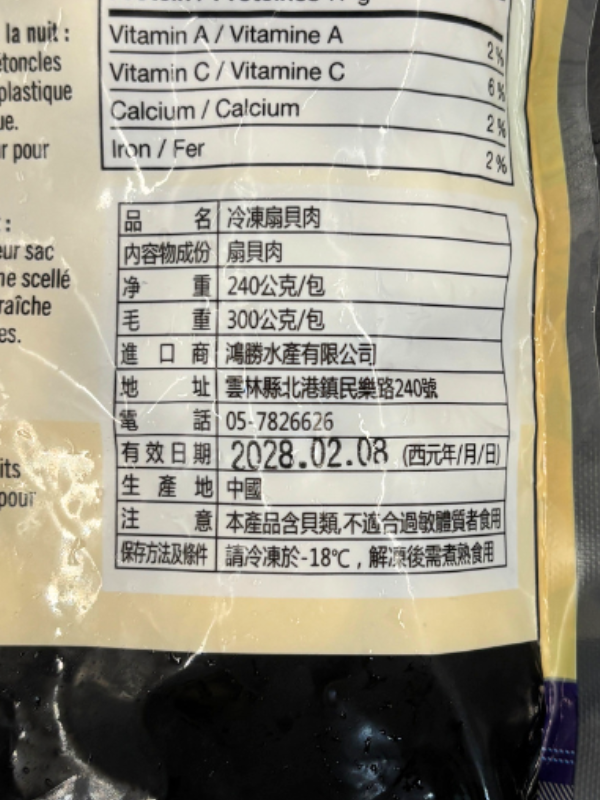 la nuit :
Vitamin A / Vitamine A 2%
Vitamin C / Vitamine C 6%
plastique
Calcium / Calcium 2%
Iron / Fer 2%
r pour
品名 冷凍扇貝肉
內容物成份 扇貝肉
eur sac
净重 240公克/包
ne scellé
毛重 300公克/包
raîche
es.
進口商 鴻勝水產有限公司
地址 雲林縣北港鎮民樂路240號
電話 05-7826626
有效日期 2028.02.08 (西元年/月/日)
its
生產地 中國
pour
注意 本產品含貝類,不適合過敏體質者食用
保存方法及條件 請冷凍於-18℃，解凍後需煮熟食用